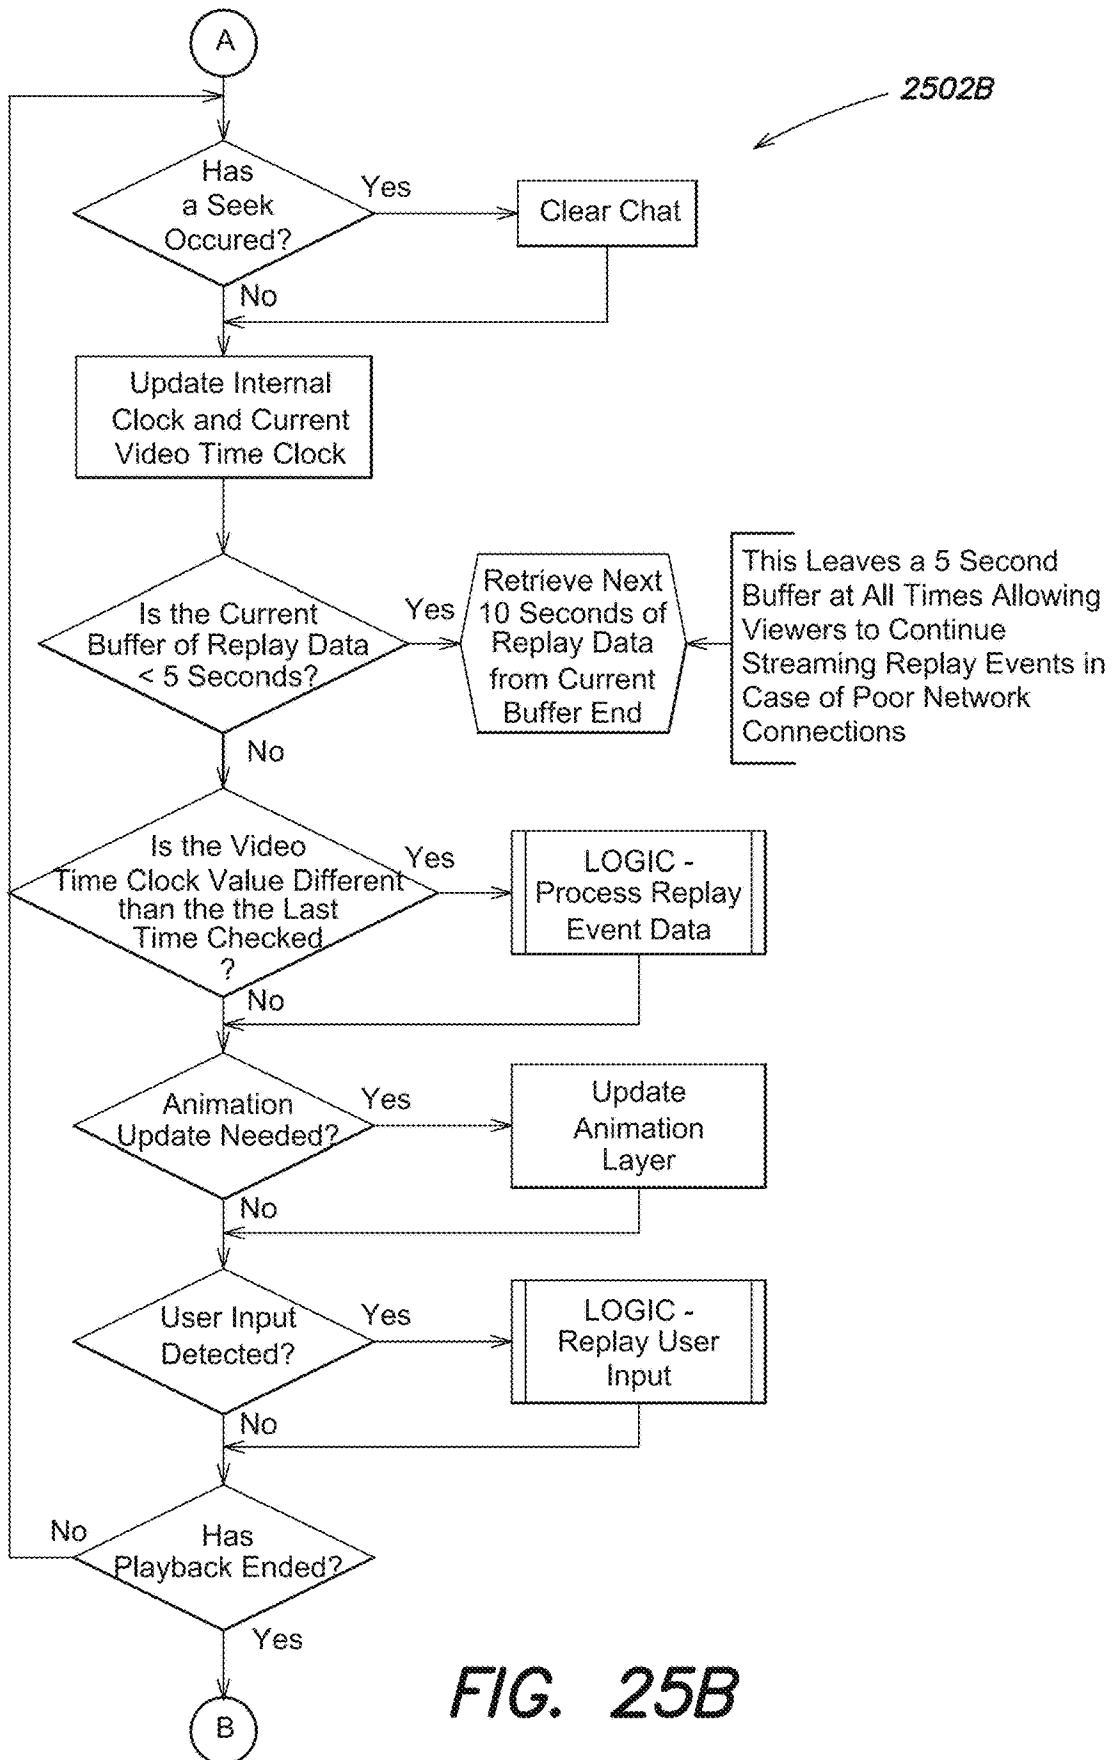 A
2502B
Has
a Seek
Occured?
Yes
Clear Chat
No
Update Internal
Clock and Current
Video Time Clock
Is the Current
Buffer of Replay Data
< 5 Seconds?
Yes
Retrieve Next
10 Seconds of
Replay Data
from Current
Buffer End
This Leaves a 5 Second
Buffer at All Times Allowing
Viewers to Continue
Streaming Replay Events in
Case of Poor Network
Connections
No
Is the Video
Time Clock Value Different
than the the Last
Time Checked
?
Yes
LOGIC -
Process Replay
Event Data
No
Animation
Update Needed?
Yes
Update
Animation
Layer
No
User Input
Detected?
Yes
LOGIC -
Replay User
Input
No
Has
Playback Ended?
No
Yes
B
FIG. 25B